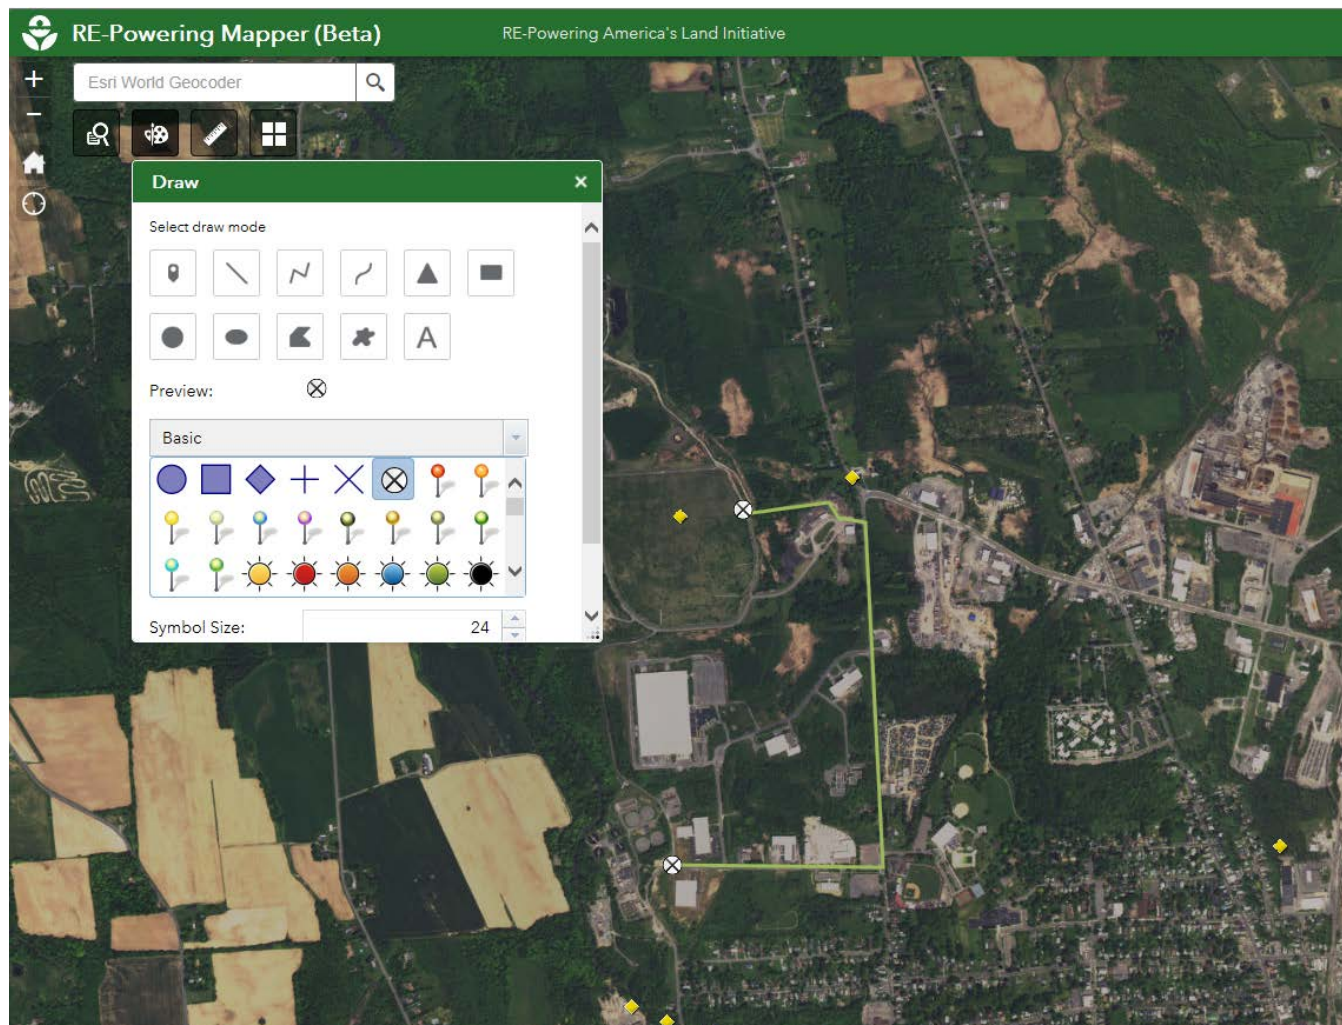 RE-Powering Mapper (Beta)
RE-Powering America's Land Initiative
Esri World Geocoder
Draw
Select draw mode
A
Preview:
Basic
Symbol Size:
24